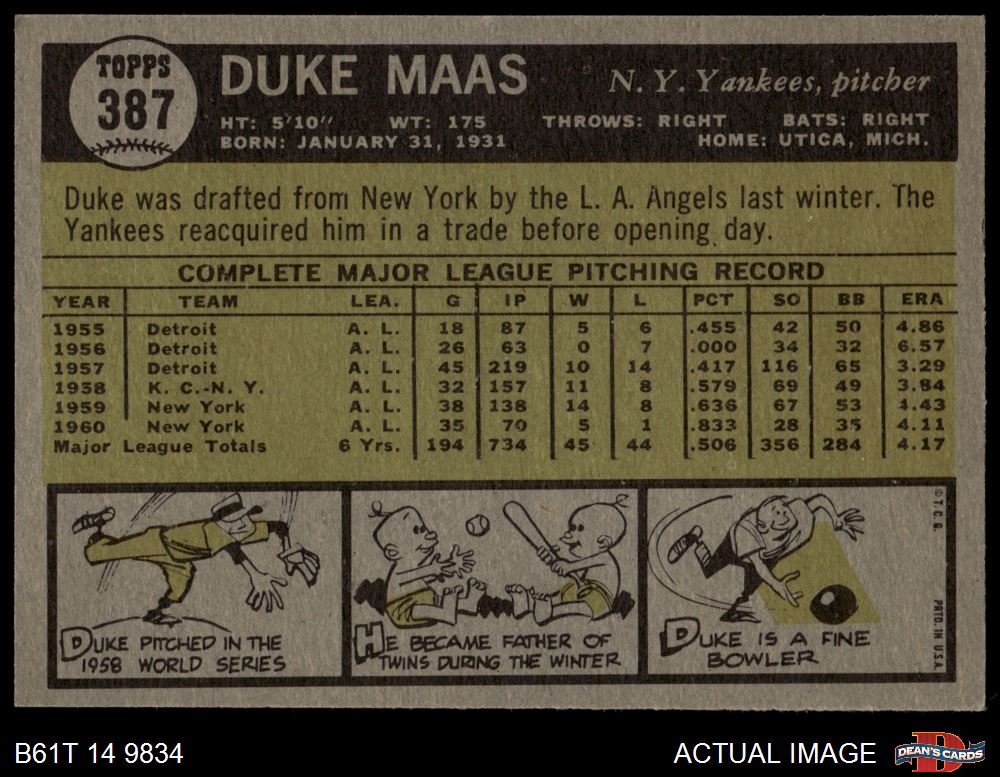 TOPPS
387
DUKE MAAS
N. Y. Yankees, pitcher
HT: 5'10" WT: 175 THROWS: RIGHT BATS: RIGHT
BORN: JANUARY 31, 1931 HOME: UTICA, MICH.
Duke was drafted from New York by the L. A. Angels last winter. The
Yankees reacquired him in a trade before opening day.
COMPLETE MAJOR LEAGUE PITCHING RECORD
YEAR TEAM LEA. G IP W L PCT SO BB ERA
1955 Detroit A. L. 18 87 5 6 .455 42 50 4.86
1956 Detroit A. L. 26 63 0 7 .000 34 32 6.57
1957 Detroit A. L. 45 219 10 14 .417 116 65 3.29
1958 K. C.-N. Y. A. L. 32 157 11 8 .579 69 49 3.84
1959 New York A. L. 38 138 14 8 .636 67 53 4.43
1960 New York A. L. 35 70 5 1 .833 28 35 4.11
Major League Totals 6 Yrs. 194 734 45 44 .506 356 284 4.17
DUKE PITCHED IN THE
1958 WORLD SERIES
HE BECAME FATHER OF
TWINS DURING THE WINTER
DUKE IS A FINE
BOWLER
© T. C. G.
PRTD. IN U.S.A.
B61T 14 9834
ACTUAL IMAGE
DEAN'S CARDS